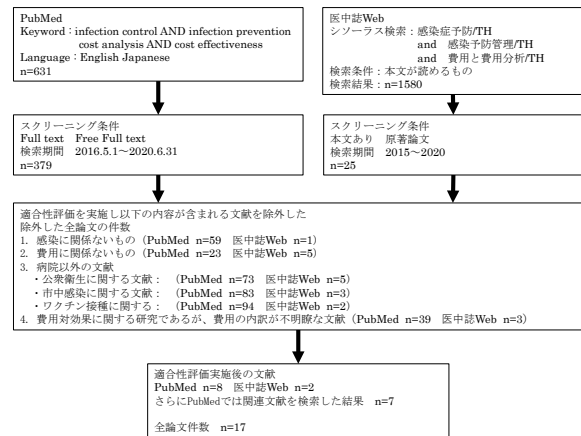 PubMed
Keyword：infection control AND infection prevention
cost analysis AND cost effectiveness
Language：English Japanese
n=631
医中誌Web
シソーラス検索：感染症予防/TH
and 感染予防管理/TH
and 費用と費用分析/TH
検索条件：本文が読めるもの
検索結果：n=1580
スクリーニング条件
Full text Free Full text
検索期間 2016.5.1～2020.6.31
n=379
スクリーニング条件
本文あり 原著論文
検索期間 2015～2020
n=25
適合性評価を実施し以下の内容が含まれる文献を除外した
除外した全論文の件数
1. 感染に関係ないもの（PubMed n=59 医中誌Web n=1）
2. 費用に関係ないもの（PubMed n=23 医中誌Web n=5）
3. 病院以外の文献
・公衆衛生に関する文献： （PubMed n=73 医中誌Web n=5）
・市中感染に関する文献： （PubMed n=83 医中誌Web n=3）
・ワクチン接種に関する： （PubMed n=94 医中誌Web n=2）
4. 費用対効果に関する研究であるが、費用の内訳が不明瞭な文献（PubMed n=39 医中誌Web n=3）
適合性評価実施後の文献
PubMed n=8 医中誌Web n=2
さらにPubMedでは関連文献を検索した結果 n=7
全論文件数 n=17